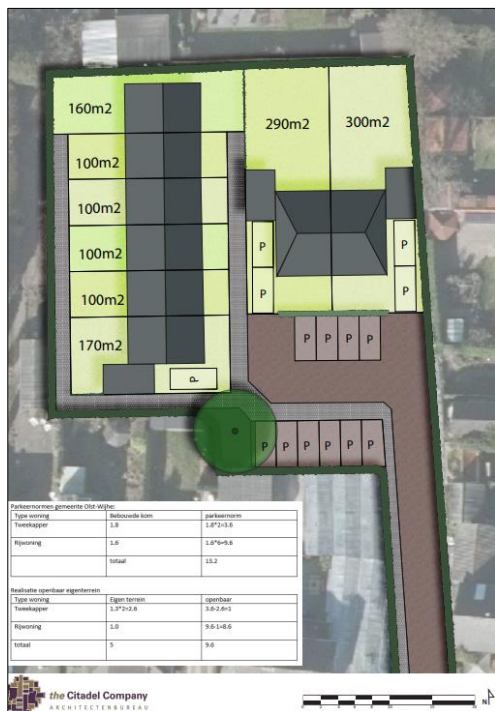 160m2
290m2
300m2
100m2
100m2
100m2
100m2
170m2
P
P
P
P
P
P P P P
P P P P P P
Parkeernormen gemeente Olst-Wijhe:
Type woning Bebouwde kom parkeernorm
Tweekapper 1.8 1.8*2=3.6
Rijwoning 1.6 1.6*6=9.6
totaal 13.2
Realisatie openbaar eigenterrein
Type woning Eigen terrein openbaar
Tweekapper 1.3*2=2.6 3.6-2.6=1
Rijwoning 1.0 9.6-1=8.6
totaal 5 9.6
the Citadel Company
ARCHITECTENBUREAU
N